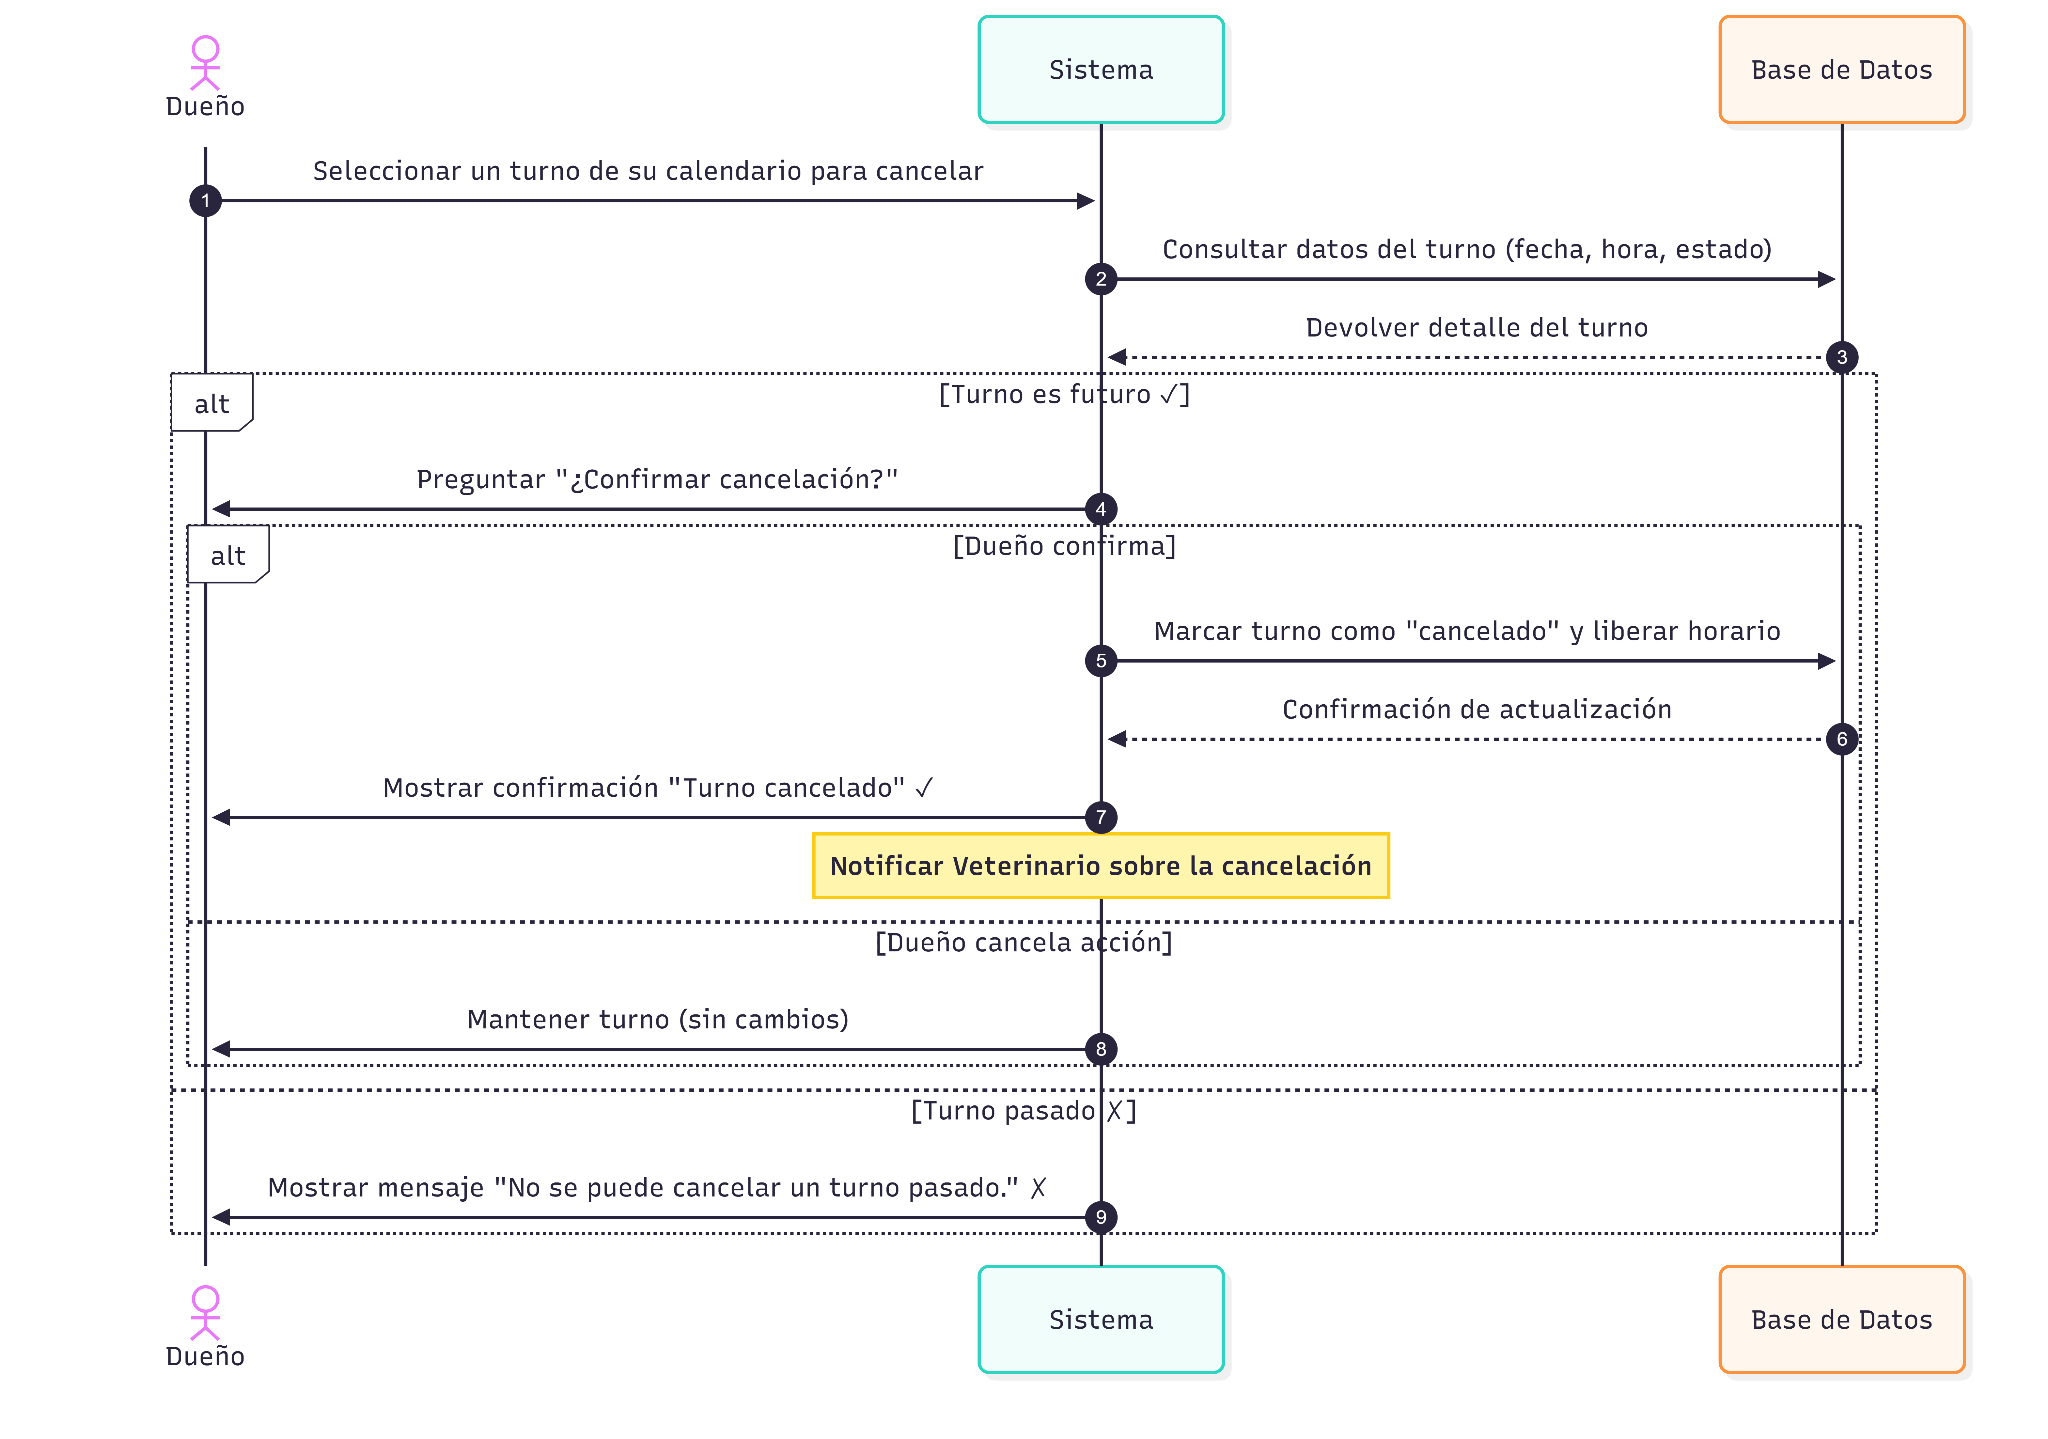 Dueño
Sistema
Base de Datos
Seleccionar un turno de su calendario para cancelar
1
Consultar datos del turno (fecha, hora, estado)
2
Devolver detalle del turno
3
alt
[Turno es futuro ✓]
Preguntar "¿Confirmar cancelación?"
4
alt
[Dueño confirma]
Marcar turno como "cancelado" y liberar horario
5
Confirmación de actualización
6
Mostrar confirmación "Turno cancelado" ✓
7
Notificar Veterinario sobre la cancelación
[Dueño cancela acción]
Mantener turno (sin cambios)
8
[Turno pasado ✗]
Mostrar mensaje "No se puede cancelar un turno pasado." ✗
9
Dueño
Sistema
Base de Datos